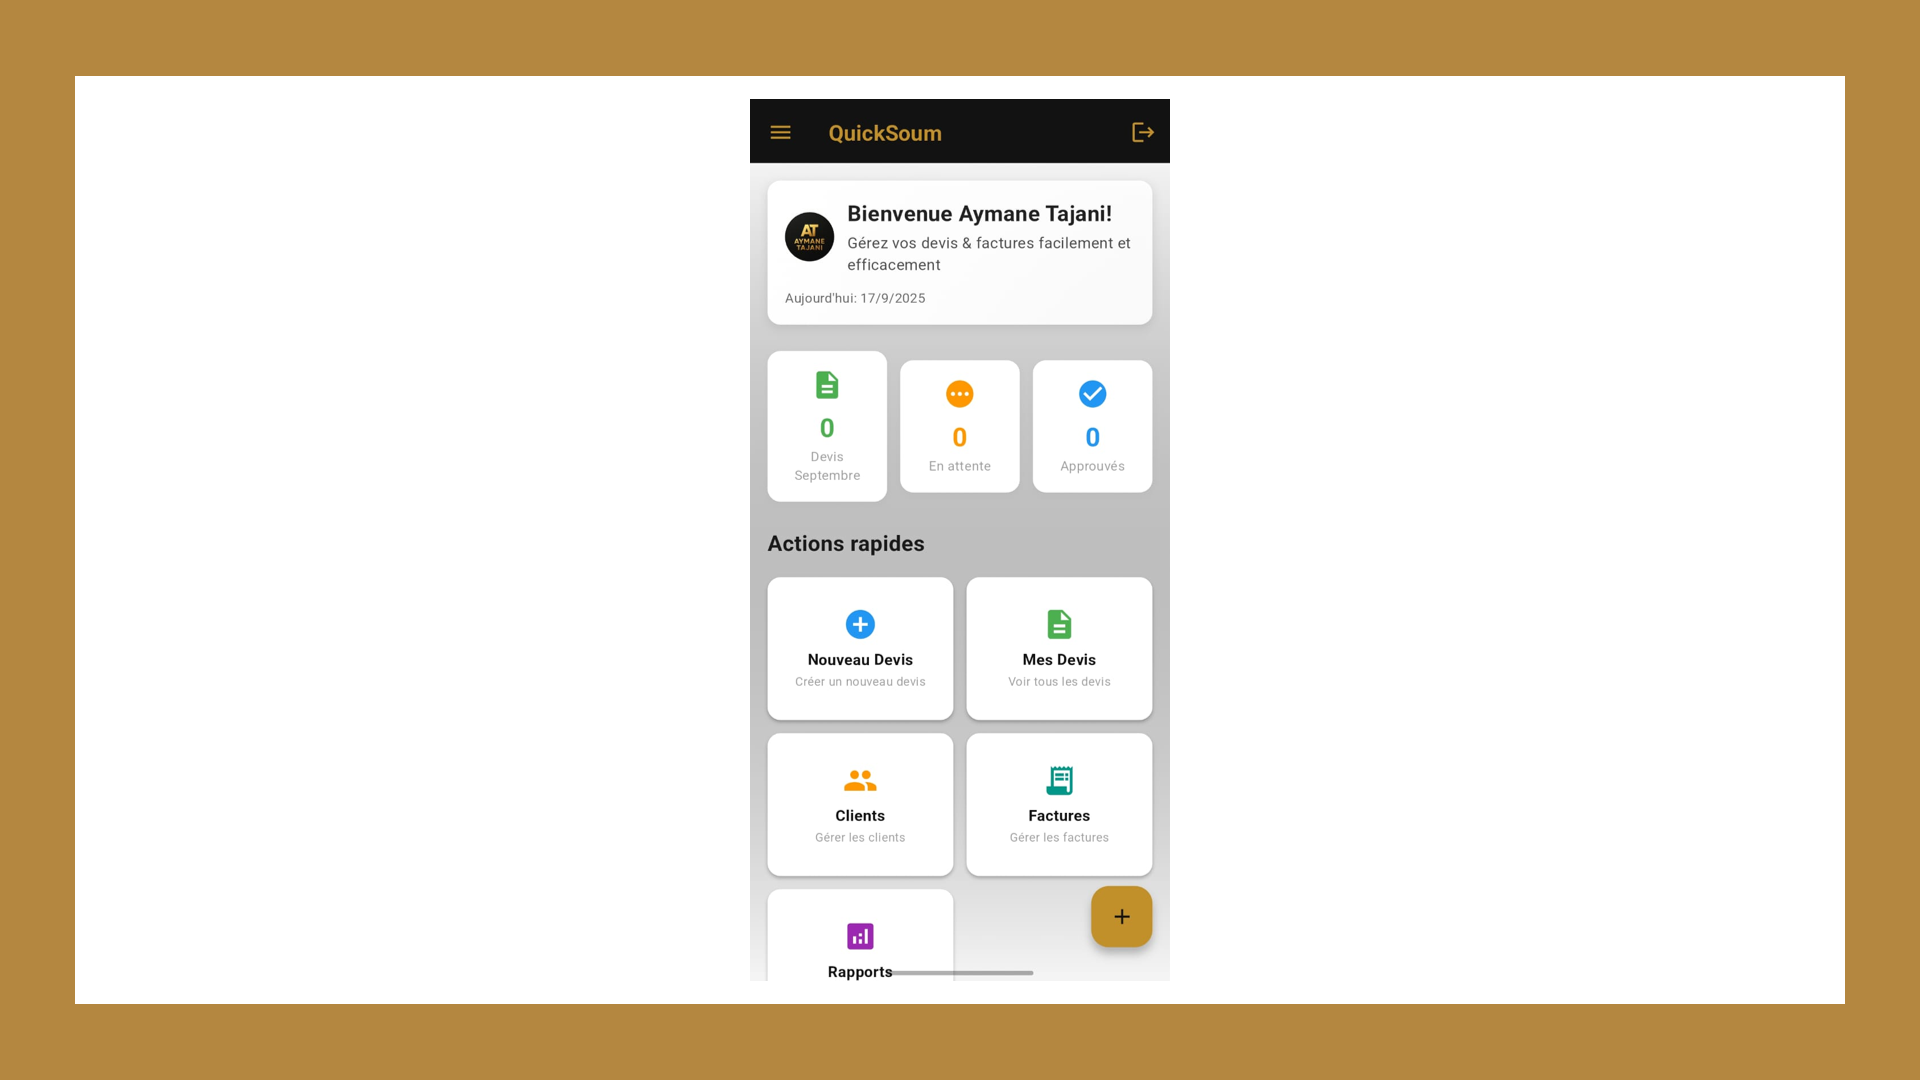 QuickSoum
Bienvenue Aymane Tajani!
AT
AYMANE
TAJANI
Gérez vos devis & factures facilement et
efficacement
Aujourd'hui: 17/9/2025
0
Devis
Septembre
0
En attente
0
Approuvés
Actions rapides
Nouveau Devis
Créer un nouveau devis
Mes Devis
Voir tous les devis
Clients
Gérer les clients
Factures
Gérer les factures
Rapports